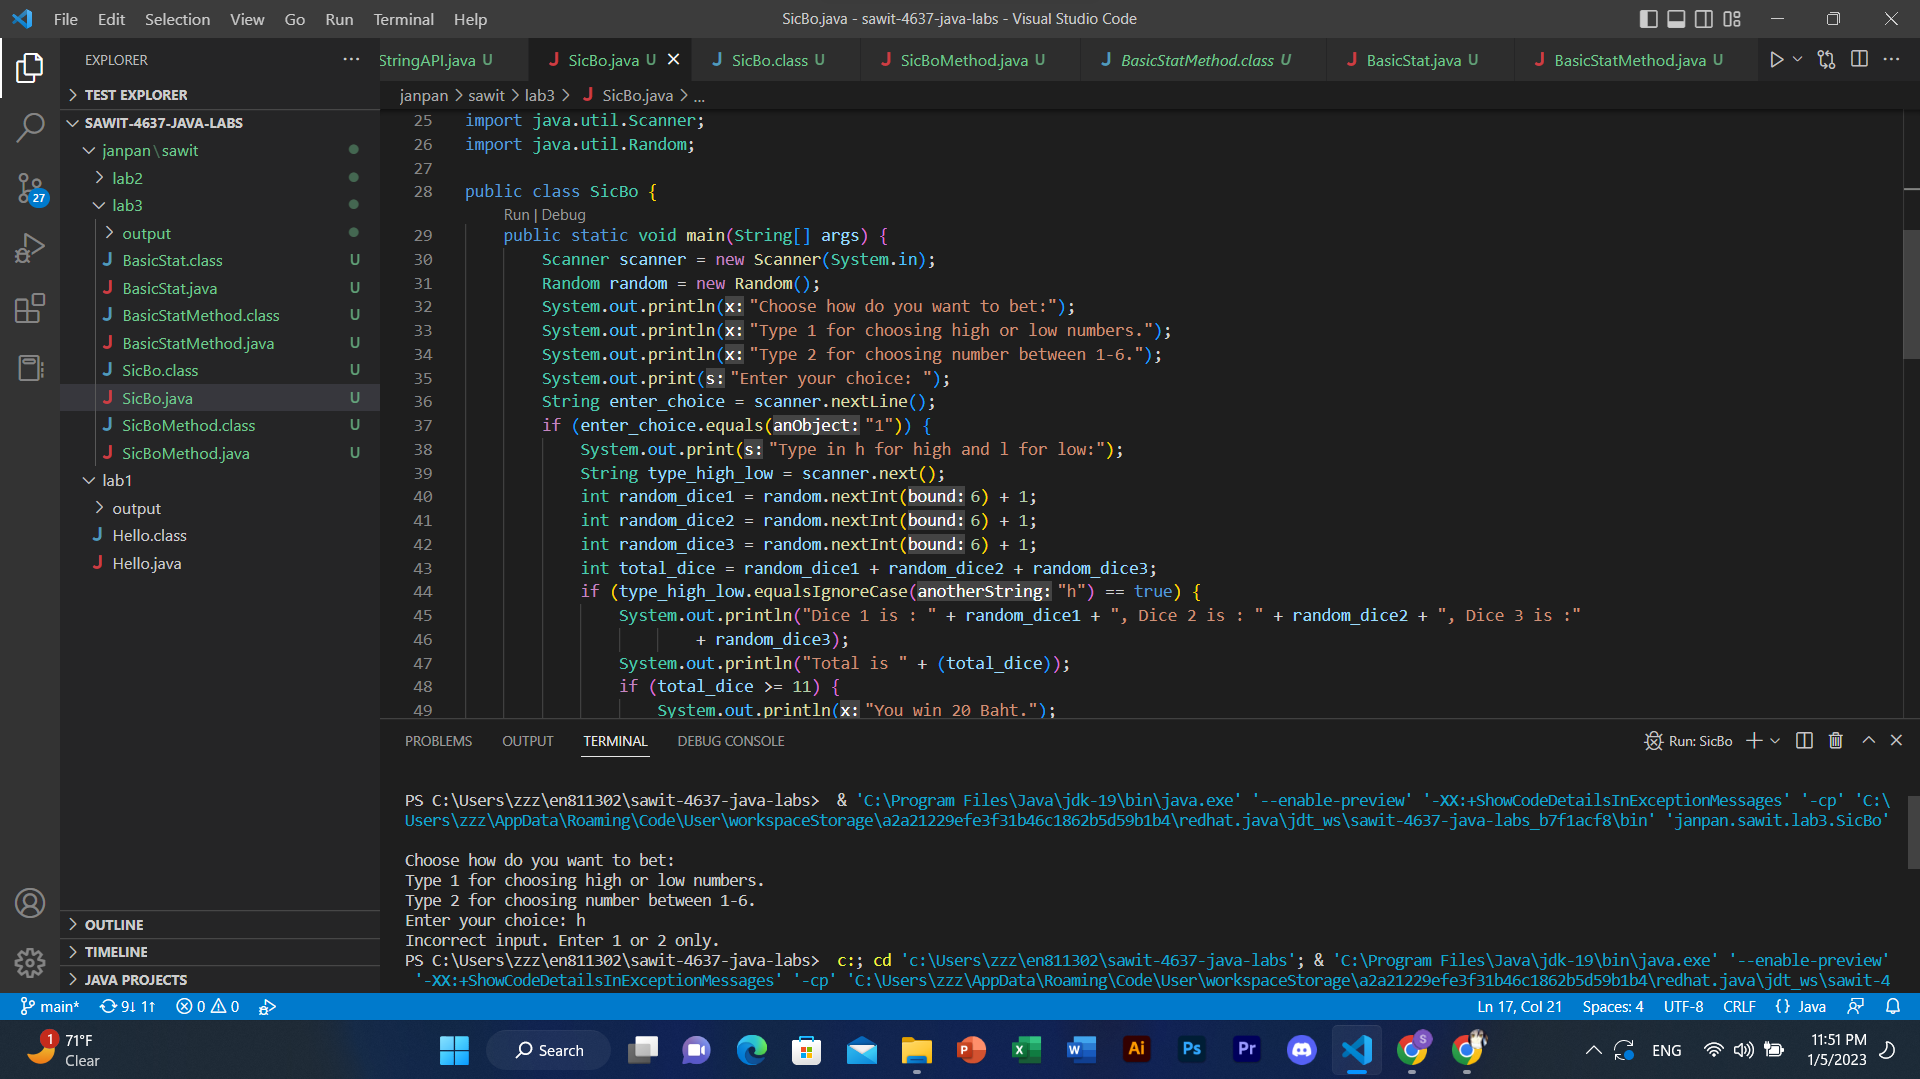 File Edit Selection View Go Run Terminal Help
SicBo.java - sawit-4637-java-labs - Visual Studio Code
EXPLORER
StringAPI.java U
SicBo.java U
SicBo.class U
SicBoMethod.java U
BasicStatMethod.class U
BasicStat.java U
BasicStatMethod.java U
janpan > sawit > lab3 > SicBo.java > ...
TEST EXPLORER
SAWIT-4637-JAVA-LABS
janpan\sawit
lab2
lab3
output
BasicStat.class U
BasicStat.java U
BasicStatMethod.class U
BasicStatMethod.java U
SicBo.class U
SicBo.java U
SicBoMethod.class U
SicBoMethod.java U
lab1
output
Hello.class
Hello.java
27
OUTLINE
TIMELINE
JAVA PROJECTS
25 import java.util.Scanner;
26 import java.util.Random;
27
28 public class SicBo {
Run | Debug
29 public static void main(String[] args) {
30 Scanner scanner = new Scanner(System.in);
31 Random random = new Random();
32 System.out.println(x: "Choose how do you want to bet:");
33 System.out.println(x: "Type 1 for choosing high or low numbers.");
34 System.out.println(x: "Type 2 for choosing number between 1-6.");
35 System.out.print(s: "Enter your choice: ");
36 String enter_choice = scanner.nextLine();
37 if (enter_choice.equals(anObject: "1")) {
38 System.out.print(s: "Type in h for high and l for low:");
39 String type_high_low = scanner.next();
40 int random_dice1 = random.nextInt(bound: 6) + 1;
41 int random_dice2 = random.nextInt(bound: 6) + 1;
42 int random_dice3 = random.nextInt(bound: 6) + 1;
43 int total_dice = random_dice1 + random_dice2 + random_dice3;
44 if (type_high_low.equalsIgnoreCase(anotherString: "h") == true) {
45 System.out.println("Dice 1 is : " + random_dice1 + ", Dice 2 is : " + random_dice2 + ", Dice 3 is :"
46 + random_dice3);
47 System.out.println("Total is " + (total_dice));
48 if (total_dice >= 11) {
49 System.out.println(x: "You win 20 Baht.");
PROBLEMS OUTPUT TERMINAL DEBUG CONSOLE
Run: SicBo
PS C:\Users\zzz\en811302\sawit-4637-java-labs> & 'C:\Program Files\Java\jdk-19\bin\java.exe' '--enable-preview' '-XX:+ShowCodeDetailsInExceptionMessages' '-cp' 'C:\
Users\zzz\AppData\Roaming\Code\User\workspaceStorage\a2a21229efe3f31b46c1862b5d59b1b4\redhat.java\jdt_ws\sawit-4637-java-labs_b7f1acf8\bin' 'janpan.sawit.lab3.SicBo'
Choose how do you want to bet:
Type 1 for choosing high or low numbers.
Type 2 for choosing number between 1-6.
Enter your choice: h
Incorrect input. Enter 1 or 2 only.
PS C:\Users\zzz\en811302\sawit-4637-java-labs> c:; cd 'c:\Users\zzz\en811302\sawit-4637-java-labs'; & 'C:\Program Files\Java\jdk-19\bin\java.exe' '--enable-preview'
'-XX:+ShowCodeDetailsInExceptionMessages' '-cp' 'C:\Users\zzz\AppData\Roaming\Code\User\workspaceStorage\a2a21229efe3f31b46c1862b5d59b1b4\redhat.java\jdt_ws\sawit-4
main* 9↓ 1↑ 0 0
Ln 17, Col 21 Spaces: 4 UTF-8 CRLF {} Java
1
71°F
Clear
Search
P
X
W
Ai
Ps
Pr
S
ENG
11:51 PM
1/5/2023